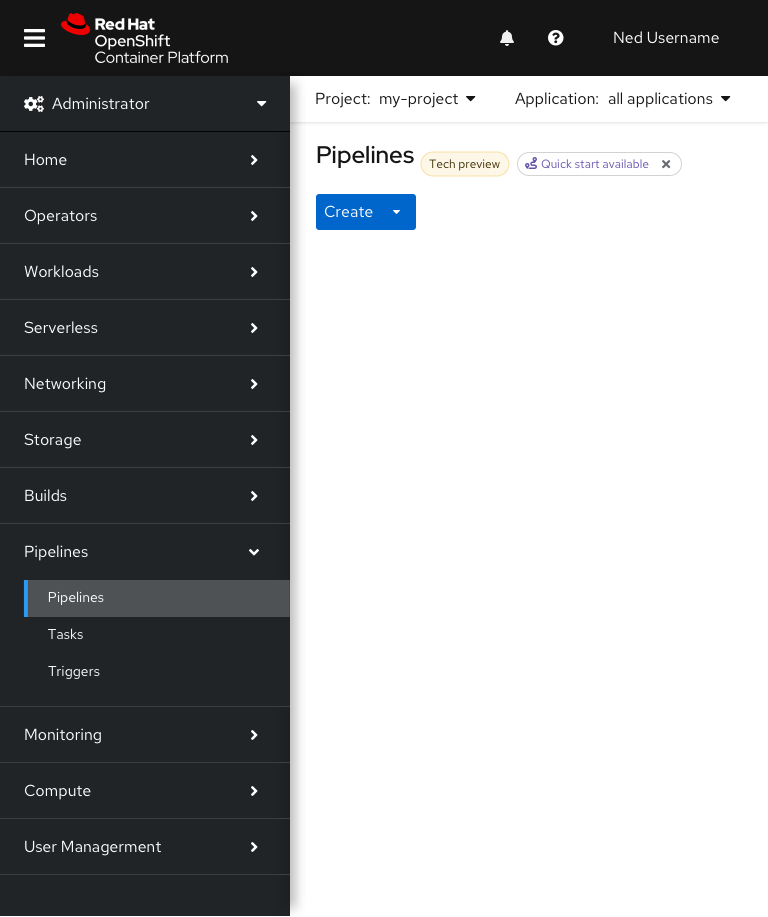 Red Hat
OpenShift
Container Platform
Ned Username
Administrator
Home
Operators
Workloads
Serverless
Networking
Storage
Builds
Pipelines
Pipelines
Tasks
Triggers
Monitoring
Compute
User Managerment
Project: my-project
Application: all applications
Pipelines
Tech preview
Quick start available
Create